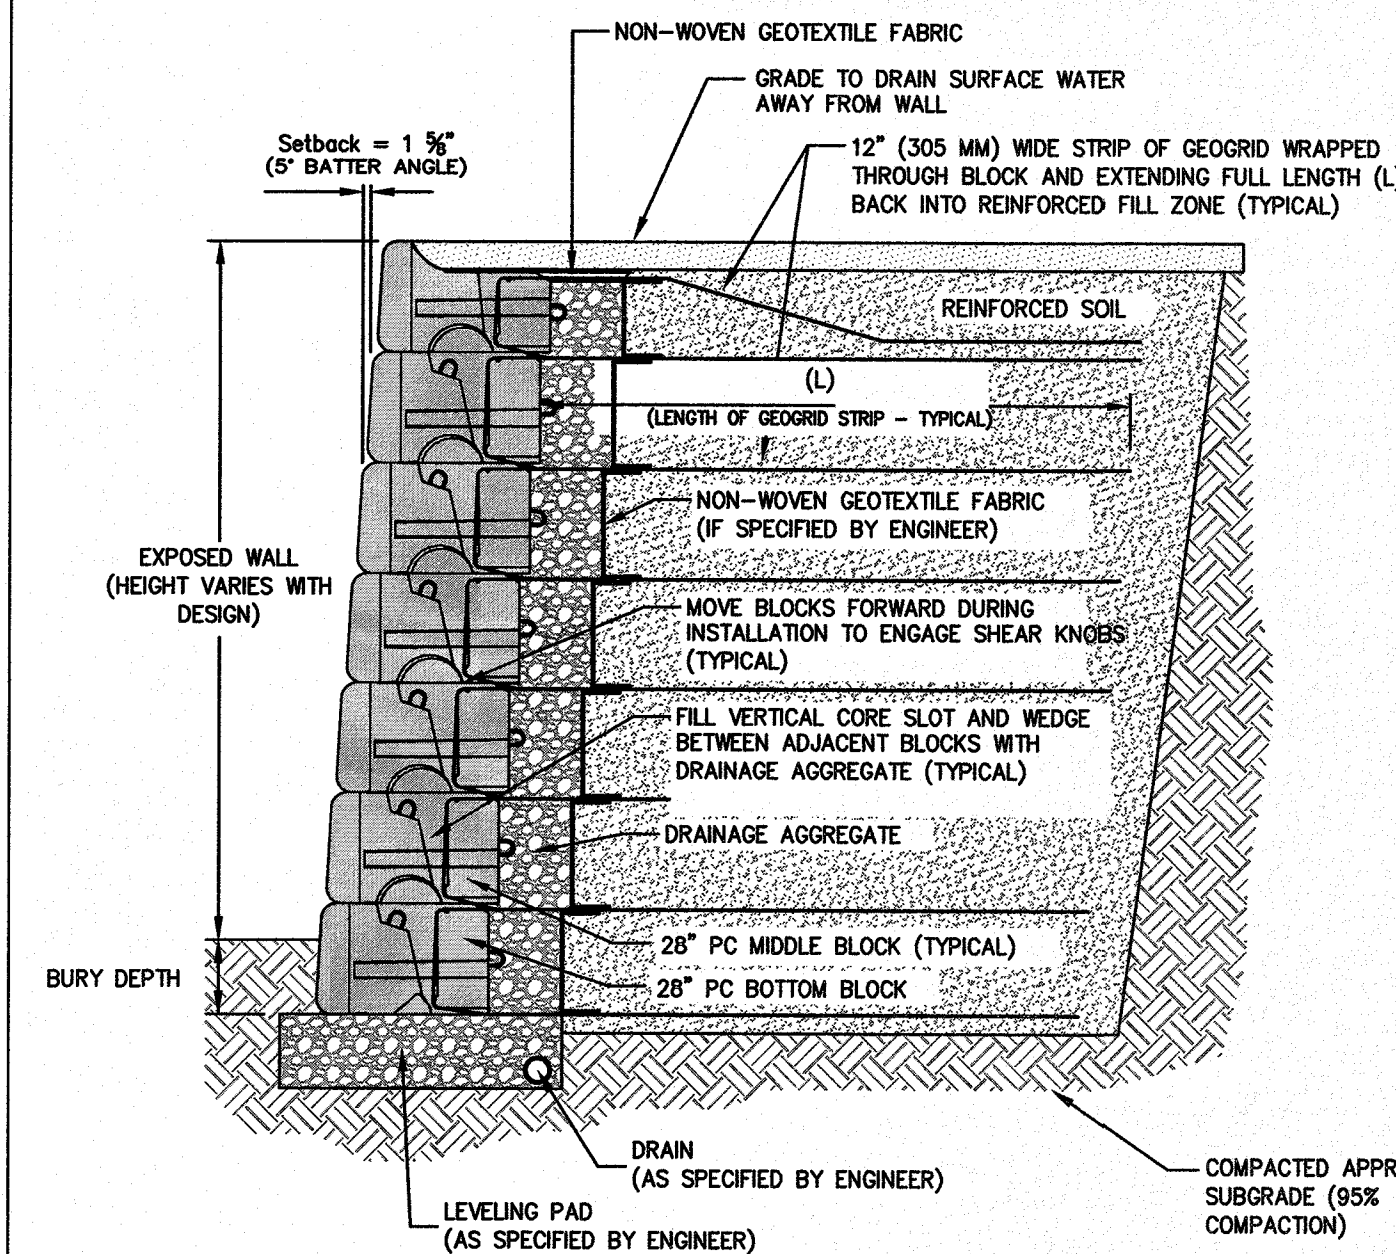 NON-WOVEN GEOTEXTILE FABRIC
GRADE TO DRAIN SURFACE WATER
AWAY FROM WALL
Setback = 1 ⅝"
(5° BATTER ANGLE)
12" (305 MM) WIDE STRIP OF GEOGRID WRAPPED
THROUGH BLOCK AND EXTENDING FULL LENGTH (L)
BACK INTO REINFORCED FILL ZONE (TYPICAL)
REINFORCED SOIL
(L)
(LENGTH OF GEOGRID STRIP - TYPICAL)
NON-WOVEN GEOTEXTILE FABRIC
(IF SPECIFIED BY ENGINEER)
EXPOSED WALL
(HEIGHT VARIES WITH
DESIGN)
MOVE BLOCKS FORWARD DURING
INSTALLATION TO ENGAGE SHEAR KNOBS
(TYPICAL)
FILL VERTICAL CORE SLOT AND WEDGE
BETWEEN ADJACENT BLOCKS WITH
DRAINAGE AGGREGATE (TYPICAL)
DRAINAGE AGGREGATE
28" PC MIDDLE BLOCK (TYPICAL)
BURY DEPTH
28" PC BOTTOM BLOCK
DRAIN
(AS SPECIFIED BY ENGINEER)
LEVELING PAD
(AS SPECIFIED BY ENGINEER)
COMPACTED APPR
SUBGRADE (95%
COMPACTION)